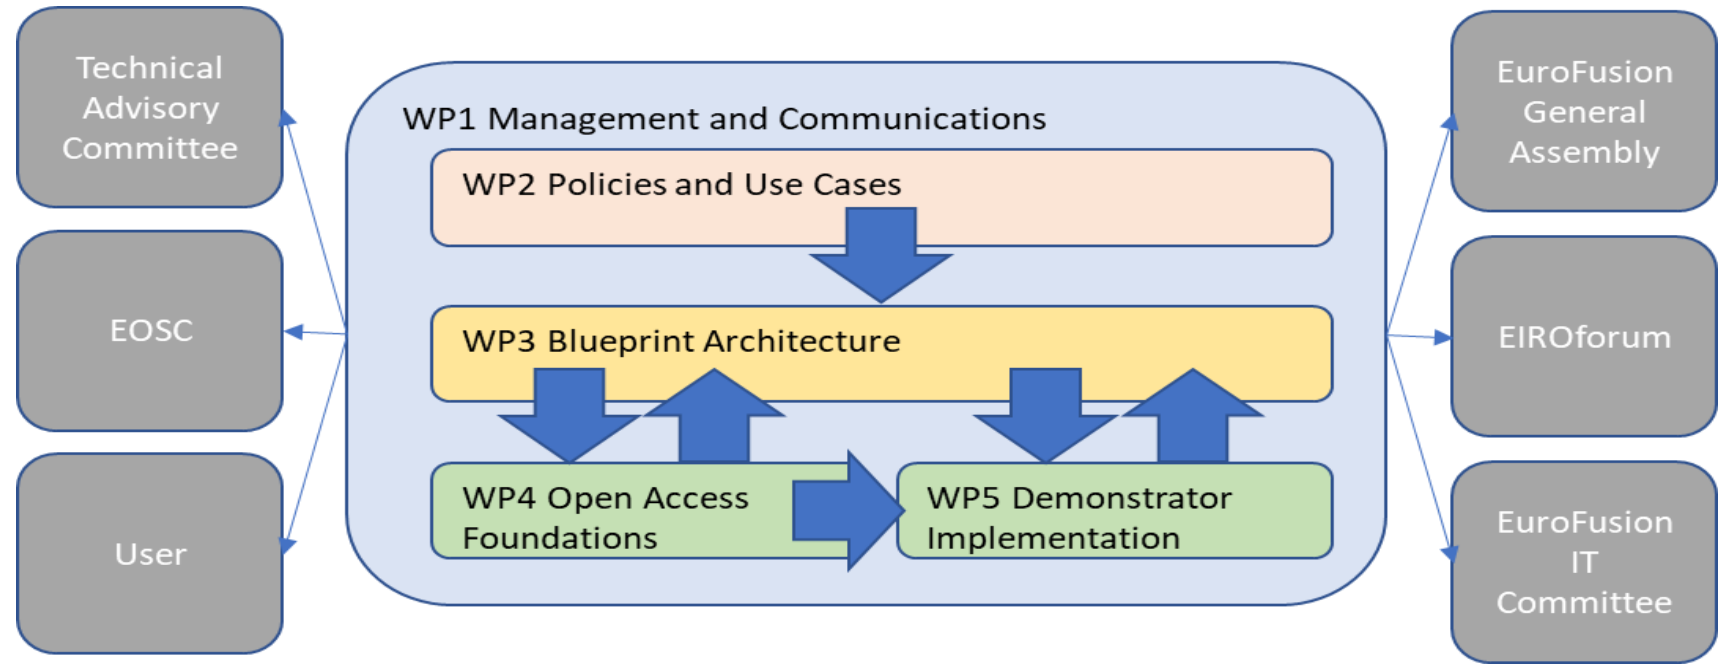 Technical
Advisory
Committee
EOSC
User
WP1 Management and Communications
WP2 Policies and Use Cases
WP3 Blueprint Architecture
WP4 Open Access
Foundations
WP5 Demonstrator
Implementation
EuroFusion
General
Assembly
EIROforum
EuroFusion
IT
Committee